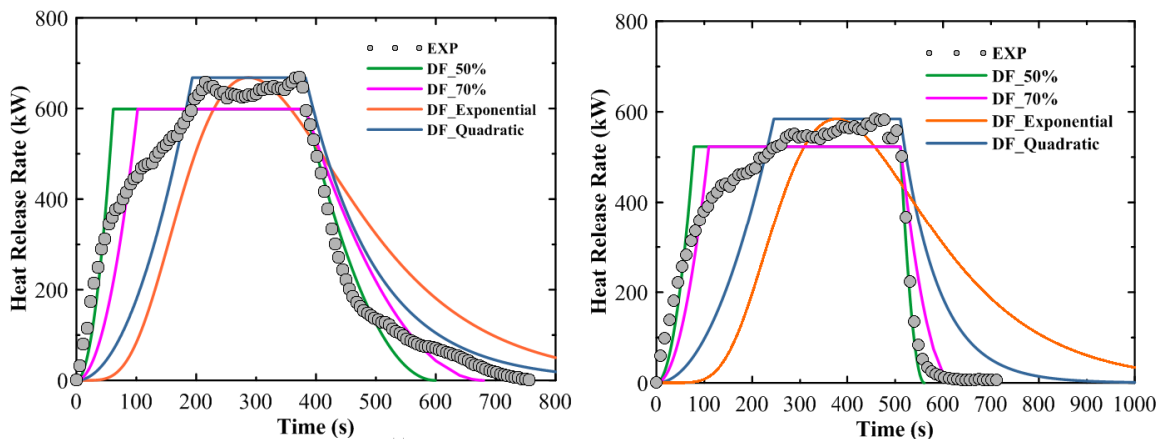 Heat Release Rate (kW)
800
600
400
200
0
EXP
DF_50%
DF_70%
DF_Exponential
DF_Quadratic
0 100 200 300 400 500 600 700 800
Time (s)
Heat Release Rate (kW)
800
600
400
200
0
EXP
DF_50%
DF_70%
DF_Exponential
DF_Quadratic
0 100 200 300 400 500 600 700 800 900 1000
Time (s)